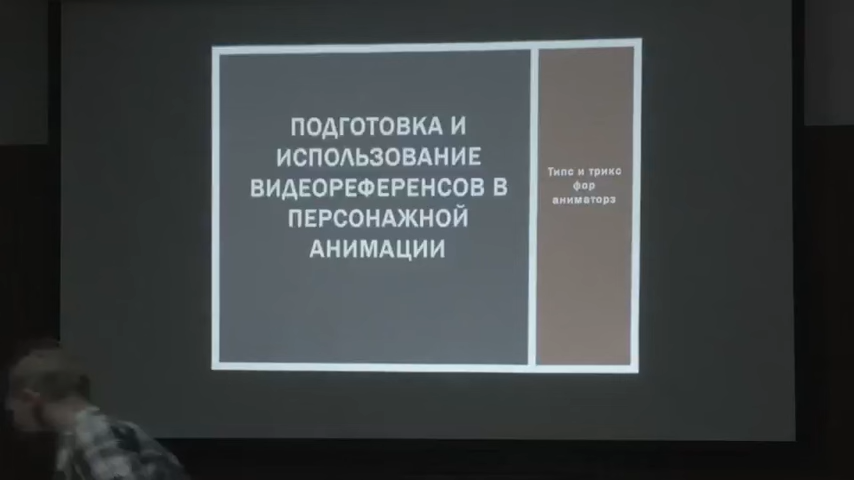 ПОДГОТОВКА И
ИСПОЛЬЗОВАНИЕ
ВИДЕОРЕФЕРЕНСОВ В
ПЕРСОНАЖНОЙ
АНИМАЦИИ
Типс и трикс
фор
аниматорз